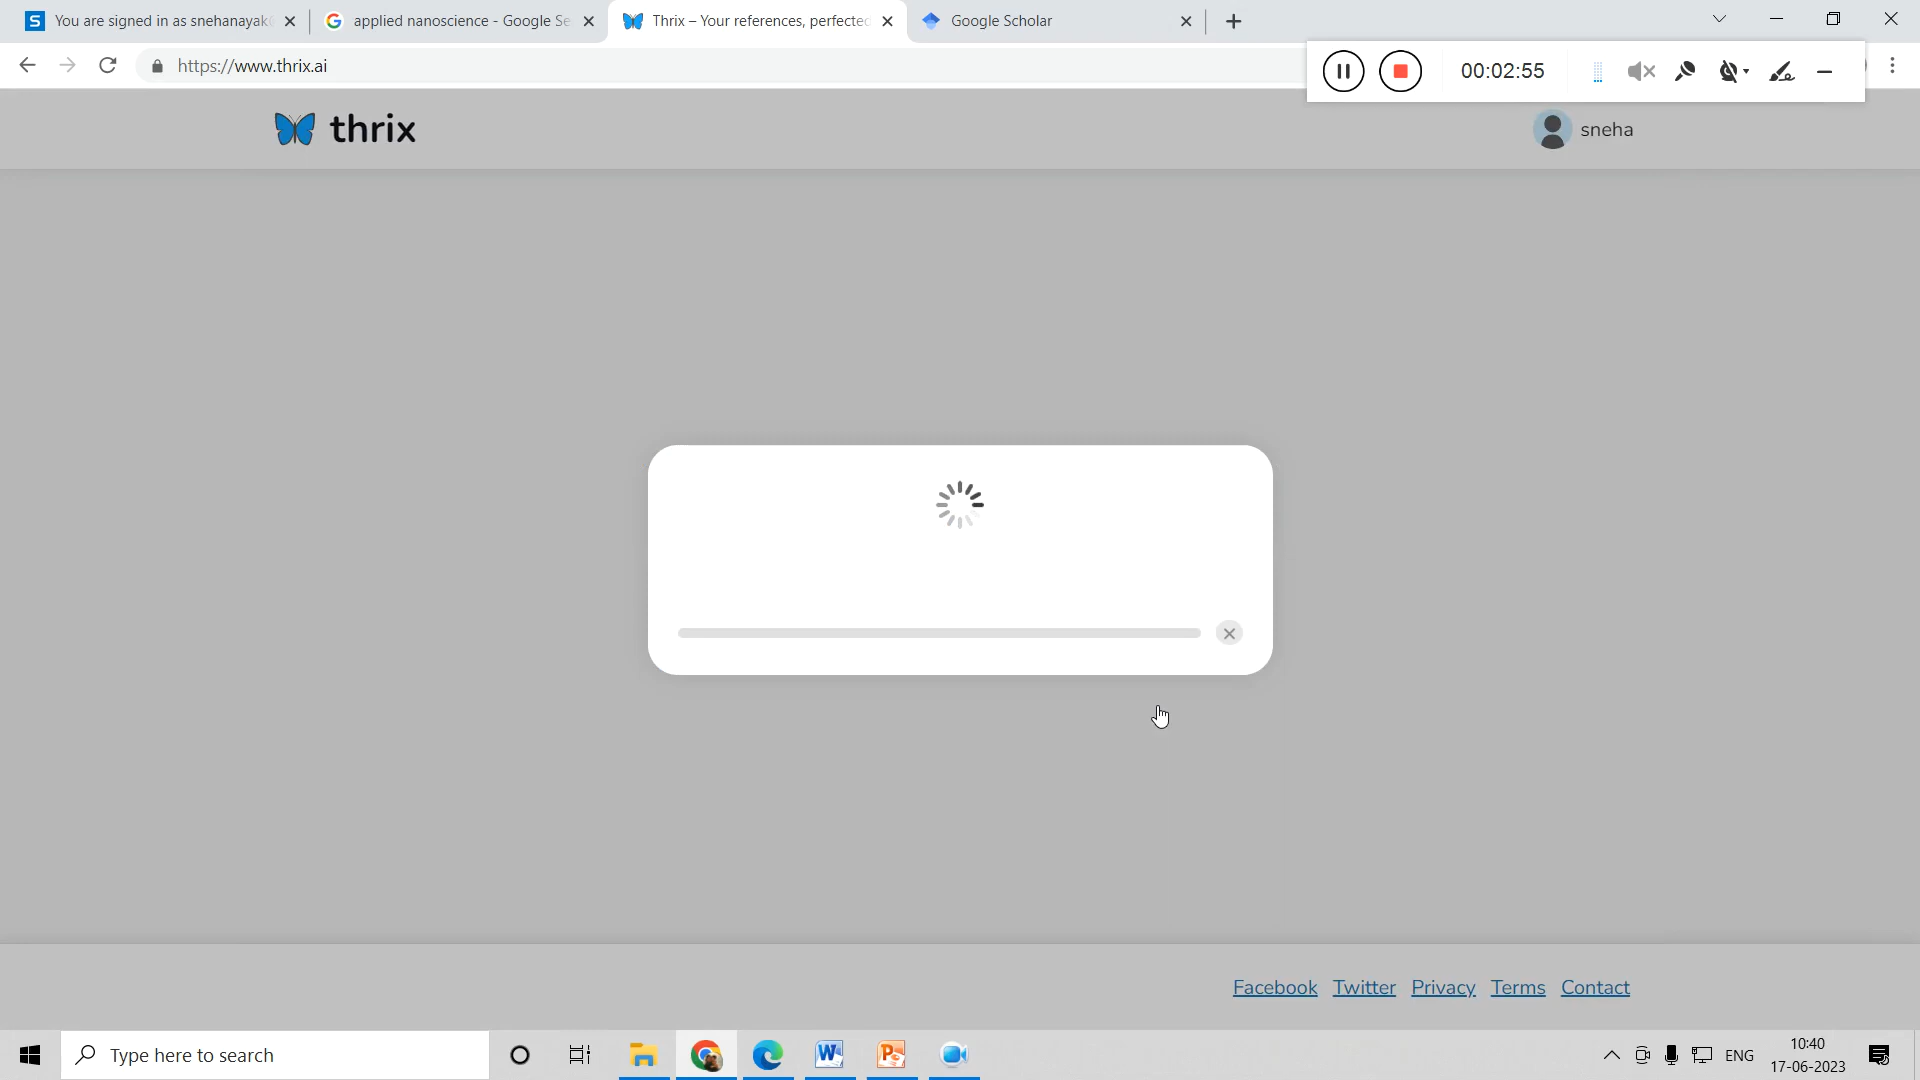 You are signed in as snehanayak
applied nanoscience - Google Se
Thrix – Your references, perfected
Google Scholar
https://www.thrix.ai
00:02:55
thrix
sneha
Facebook Twitter Privacy Terms Contact
Type here to search
ENG
10:40
17-06-2023